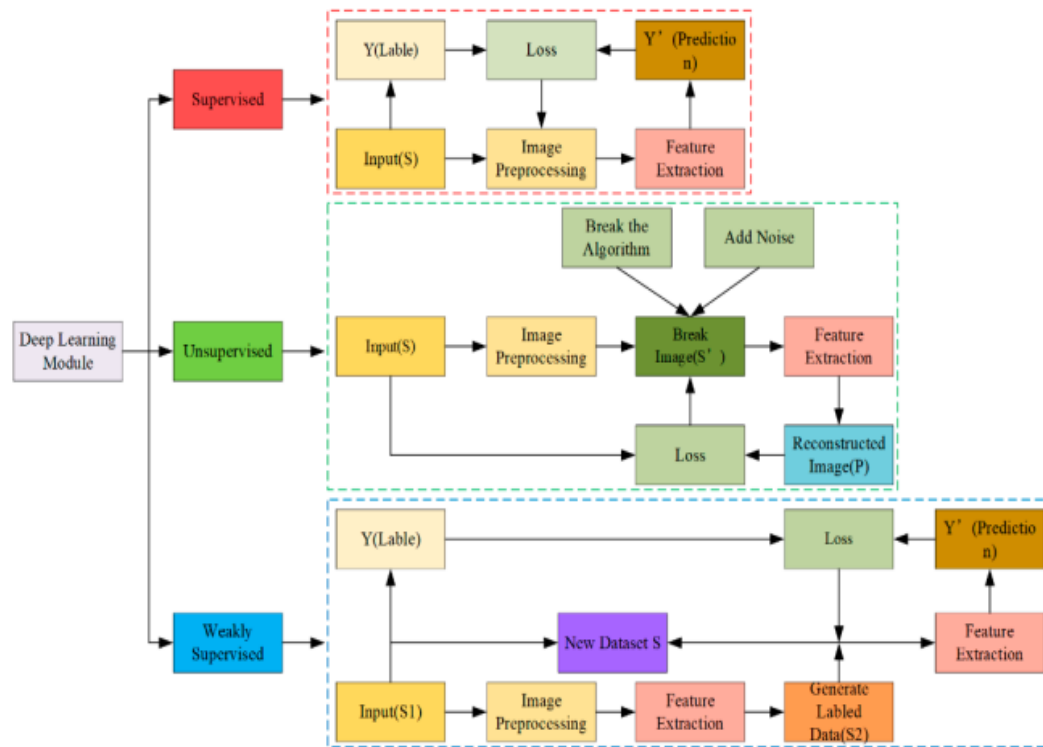 Y(Lable)
Loss
Y’(Predictio
n)
Supervised
Input(S)
Image
Preprocessing
Feature
Extraction
Break the
Algorithm
Add Noise
Deep Learning
Module
Unsupervised
Input(S)
Image
Preprocessing
Break
Image(S’)
Feature
Extraction
Loss
Reconstructed
Image(P)
Y(Lable)
Loss
Y’(Predictio
n)
Weakly
Supervised
New Dataset S
Feature
Extraction
Input(S1)
Image
Preprocessing
Feature
Extraction
Generate
Labled
Data(S2)